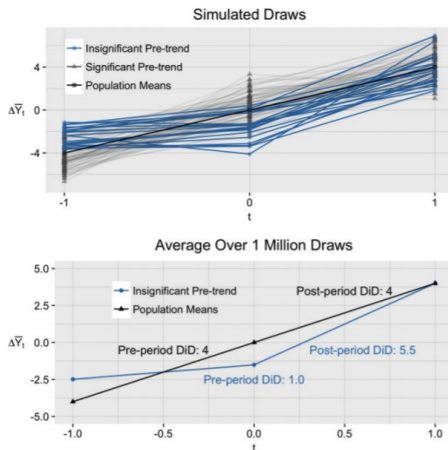 Simulated Draws
Insignificant Pre-trend
Significant Pre-trend
Population Means
4
0
-4
ΔȲt
-1
0
1
t
Average Over 1 Million Draws
5.0
2.5
0.0
-2.5
-5.0
ΔȲt
Insignificant Pre-trend
Population Means
Post-period DiD: 4
Pre-period DiD: 4
Post-period DiD: 5.5
Pre-period DiD: 1.0
-1.0
-0.5
0.0
0.5
1.0
t